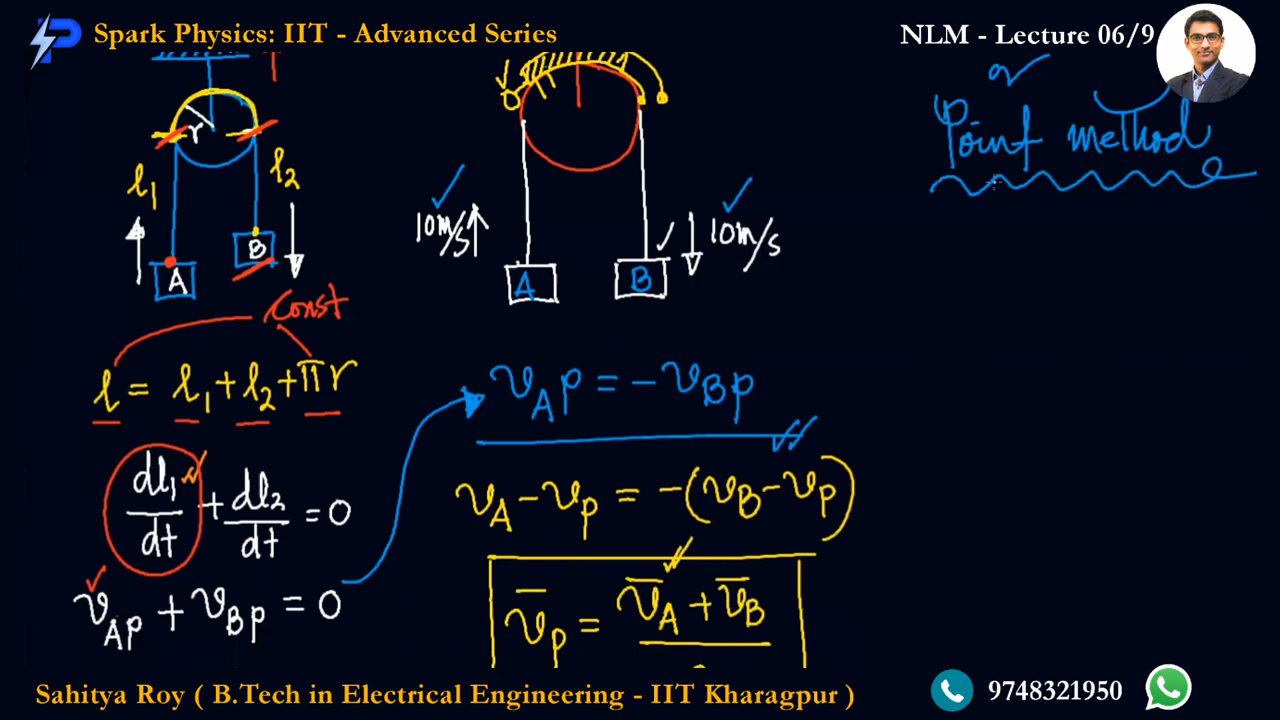 Spark Physics: IIT - Advanced Series
NLM - Lecture 06/9
Point method
r
l1
l2
A
B
10m/s
10m/s
A
B
Const
l = l1 + l2 + πr
dl1/dt + dl2/dt = 0
vAP + vBP = 0
vAP = -vBP
vA - vP = -(vB - vP)
v̄P = v̄A + v̄B
Sahitya Roy ( B.Tech in Electrical Engineering - IIT Kharagpur )
9748321950